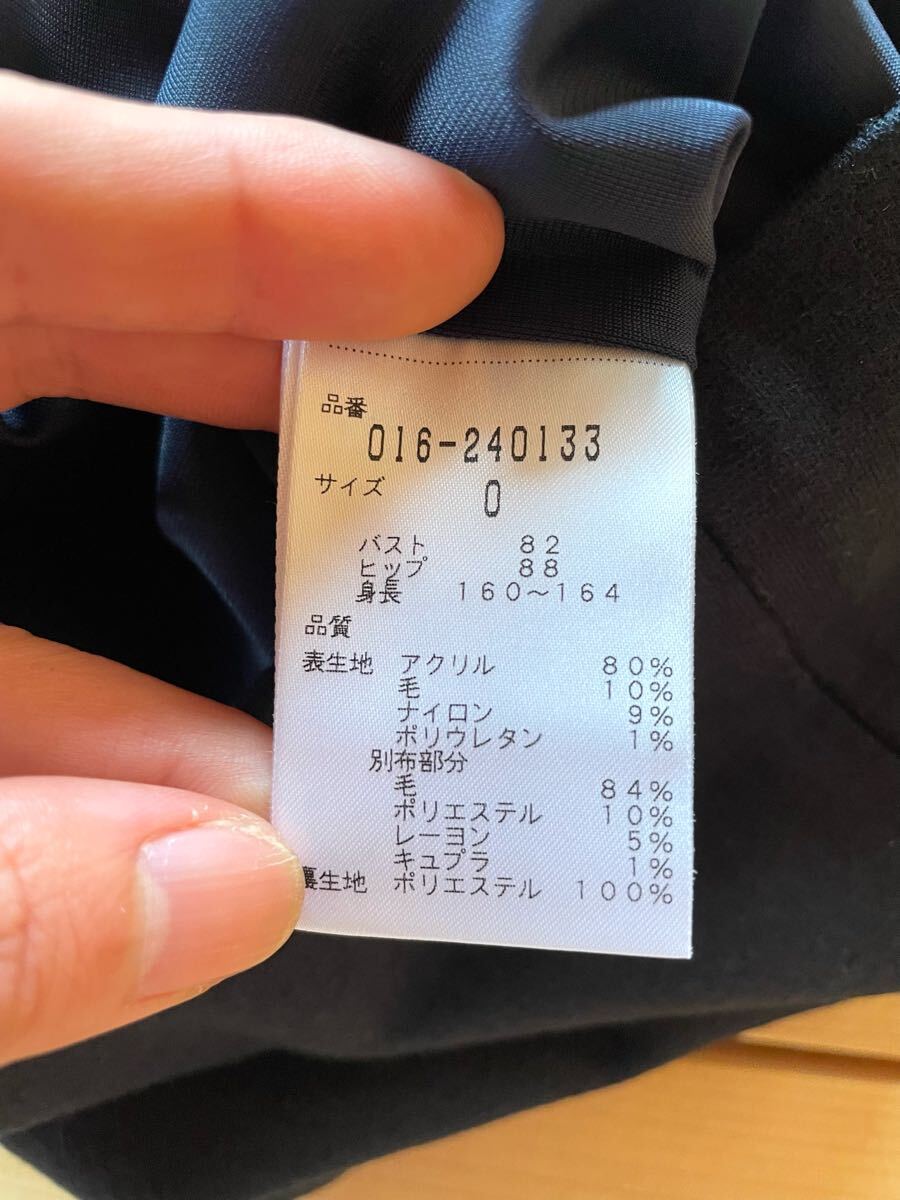 品番
016-240133
サイズ 0
バスト 82
ヒップ 88
身長 160～164
品質
表生地 アクリル 80%
毛 10%
ナイロン 9%
ポリウレタン 1%
別布部分
毛 84%
ポリエステル 10%
レーヨン 5%
キュプラ 1%
裏生地 ポリエステル 100%